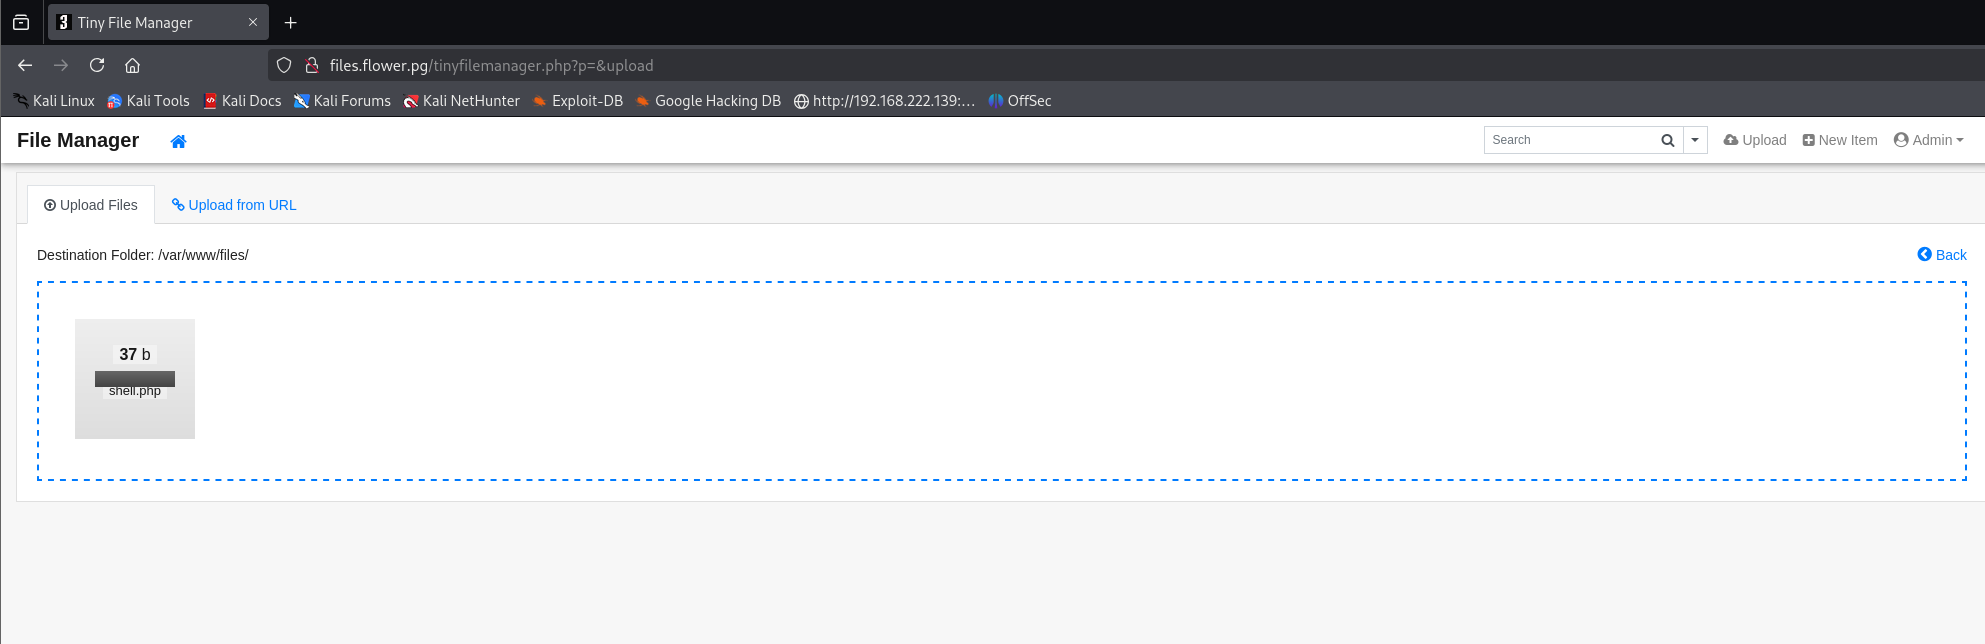 Tiny File Manager
files.flower.pg/tinyfilemanager.php?p=&upload
Kali Linux Kali Tools Kali Docs Kali Forums Kali NetHunter Exploit-DB Google Hacking DB http://192.168.222.139:... OffSec
File Manager Search Upload New Item Admin
Upload Files Upload from URL
Destination Folder: /var/www/files/ Back
37 b
shell.php